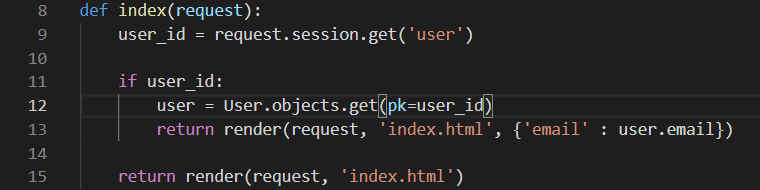 8 def index(request):
9     user_id = request.session.get('user')
10
11     if user_id:
12         user = User.objects.get(pk=user_id)
13         return render(request, 'index.html', {'email' : user.email})
14
15     return render(request, 'index.html')